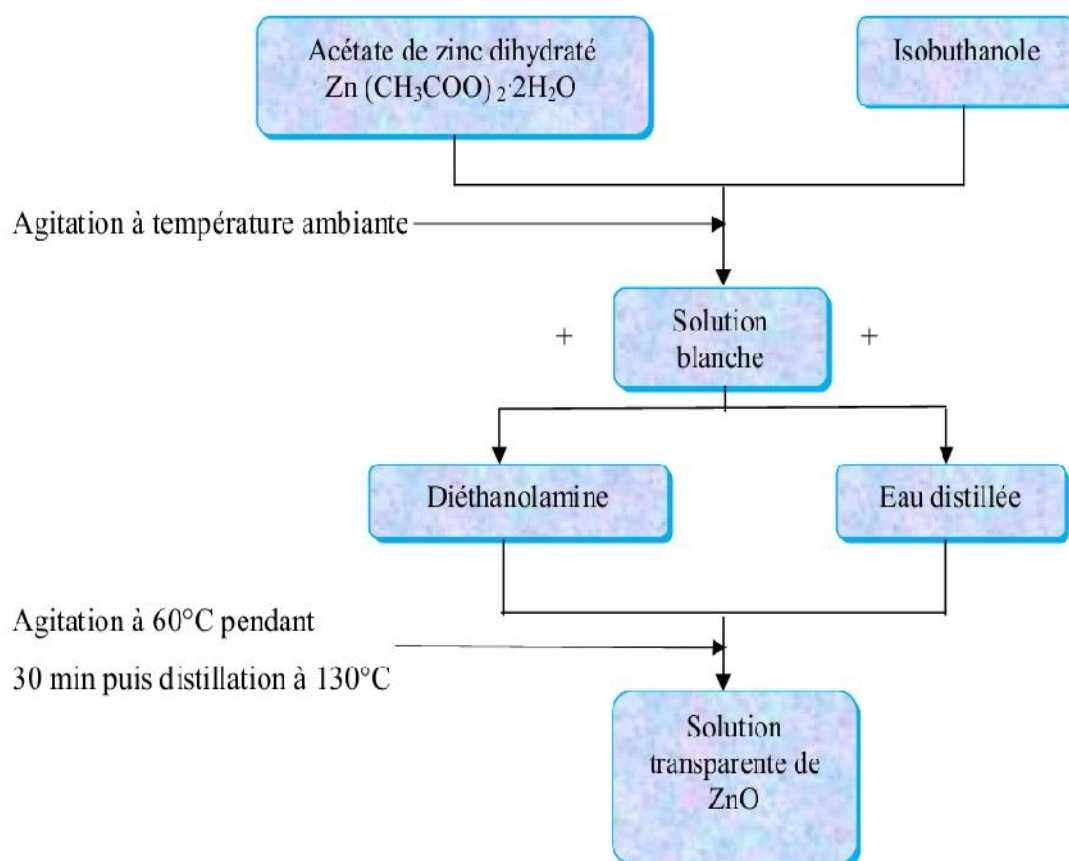 Acétate de zinc dihydraté
Zn (CH₃COO) ₂·2H₂O
Isobuthanole
Agitation à température ambiante
+
Solution
blanche
+
Diéthanolamine
Eau distillée
Agitation à 60°C pendant
30 min puis distillation à 130°C
Solution
transparente de
ZnO